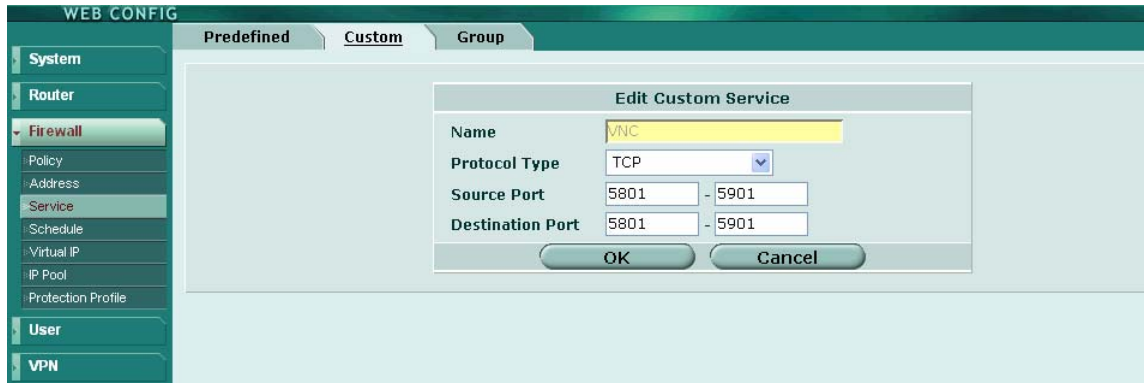 WEB CONFIG
Predefined Custom Group
System
Router
Firewall
Policy
Address
Service
Schedule
Virtual IP
IP Pool
Protection Profile
User
VPN
Edit Custom Service
Name VNC
Protocol Type TCP
Source Port 5801 - 5901
Destination Port 5801 - 5901
OK Cancel